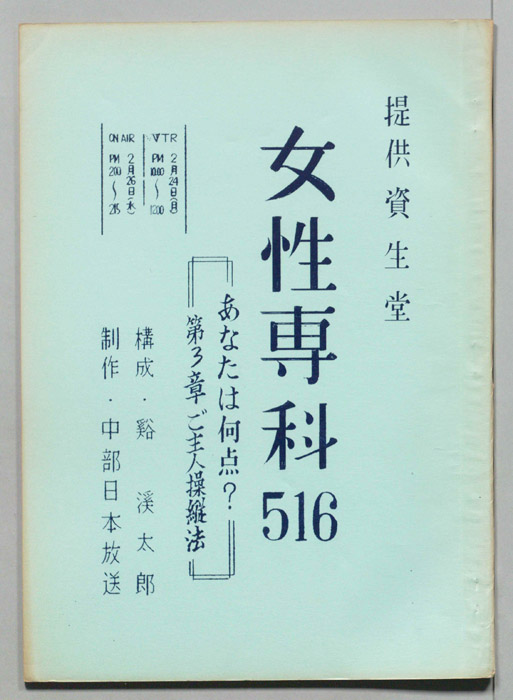 提供資生堂
女性専科
516
あなたは何点?
第3章ご主人操縦法
VTR 2月24日(月)
PM 10.00〜12.00
ON AIR 2月26日(水)
PM 2.00〜2.15
構成・谿 渓太郎
制作・中部日本放送